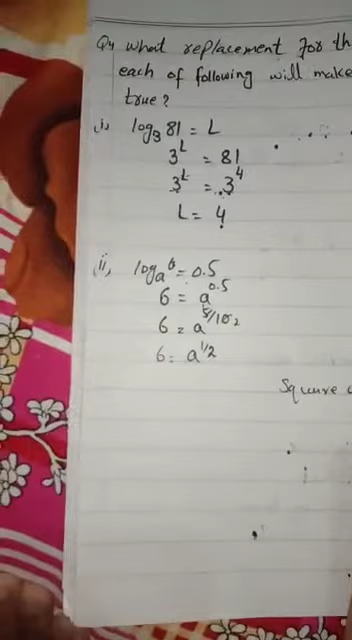 Q4 what replacement for th
each of following will make
true?
(i) log₃ 81 = L
3^L = 81
3^L = 3^4
L = 4
(ii) logₐ 6 = 0.5
6 = a^0.5
6 = a^5/10 2
6 = a^1/2
Square